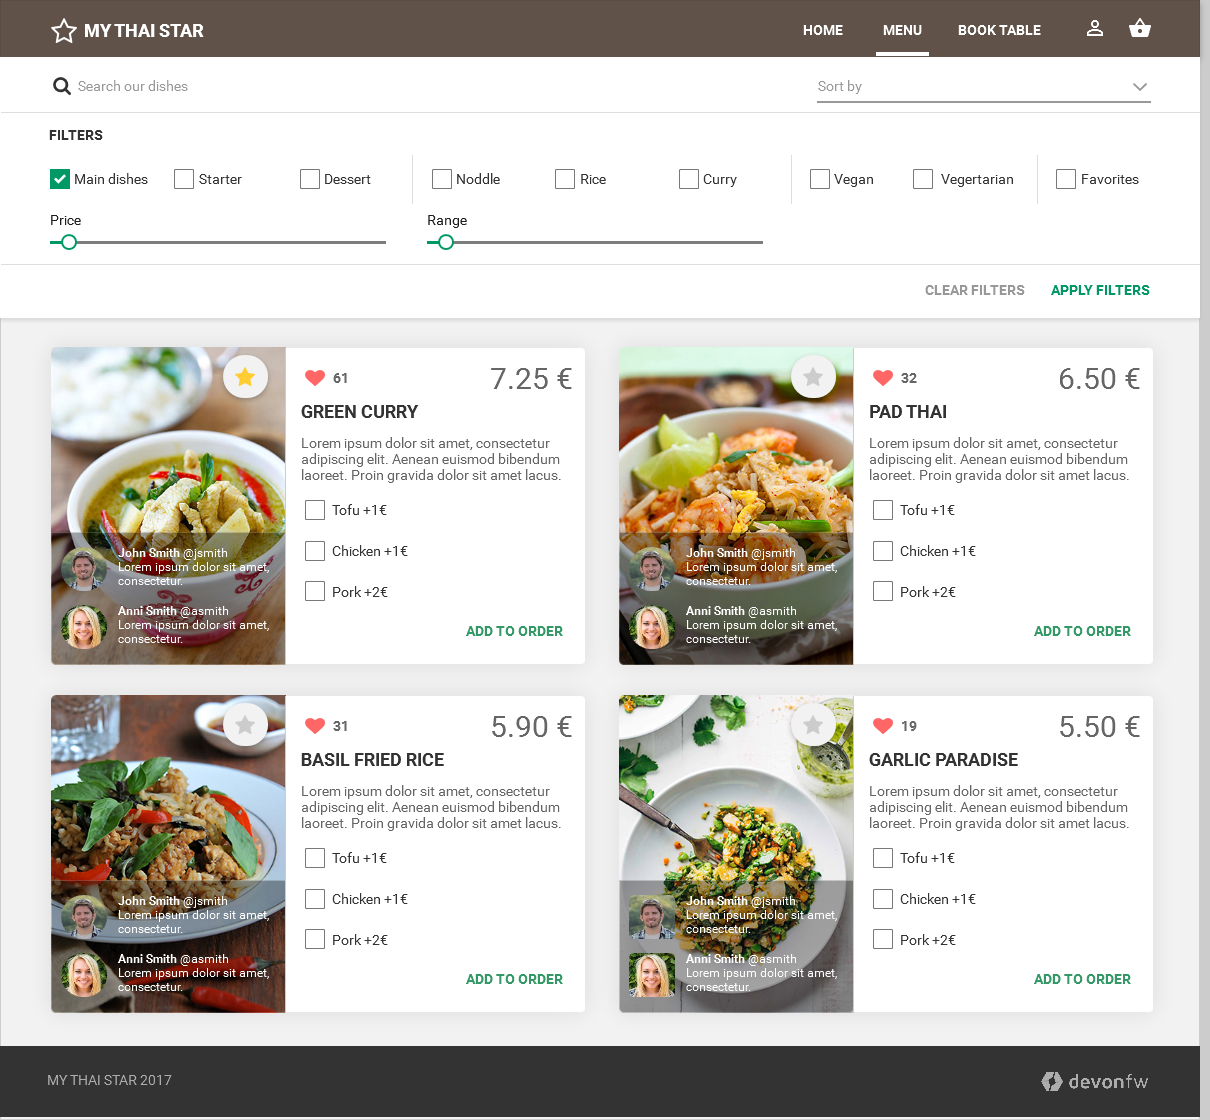 MY THAI STAR
HOME MENU BOOK TABLE
Search our dishes
Sort by
FILTERS
Main dishes Starter Dessert Noddle Rice Curry Vegan Vegertarian Favorites
Price Range
CLEAR FILTERS APPLY FILTERS
61 7.25 €
GREEN CURRY
Lorem ipsum dolor sit amet, consectetur
adipiscing elit. Aenean euismod bibendum
laoreet. Proin gravida dolor sit amet lacus.
Tofu +1€
Chicken +1€
Pork +2€
ADD TO ORDER
John Smith @jsmith
Lorem ipsum dolor sit amet,
consectetur.
Anni Smith @asmith
Lorem ipsum dolor sit amet,
consectetur.
32 6.50 €
PAD THAI
Lorem ipsum dolor sit amet, consectetur
adipiscing elit. Aenean euismod bibendum
laoreet. Proin gravida dolor sit amet lacus.
Tofu +1€
Chicken +1€
Pork +2€
ADD TO ORDER
John Smith @jsmith
Lorem ipsum dolor sit amet,
consectetur.
Anni Smith @asmith
Lorem ipsum dolor sit amet,
consectetur.
31 5.90 €
BASIL FRIED RICE
Lorem ipsum dolor sit amet, consectetur
adipiscing elit. Aenean euismod bibendum
laoreet. Proin gravida dolor sit amet lacus.
Tofu +1€
Chicken +1€
Pork +2€
ADD TO ORDER
John Smith @jsmith
Lorem ipsum dolor sit amet,
consectetur.
Anni Smith @asmith
Lorem ipsum dolor sit amet,
consectetur.
19 5.50 €
GARLIC PARADISE
Lorem ipsum dolor sit amet, consectetur
adipiscing elit. Aenean euismod bibendum
laoreet. Proin gravida dolor sit amet lacus.
Tofu +1€
Chicken +1€
Pork +2€
ADD TO ORDER
John Smith @jsmith
Lorem ipsum dolor sit amet,
consectetur.
Anni Smith @asmith
Lorem ipsum dolor sit amet,
consectetur.
MY THAI STAR 2017
devonfw